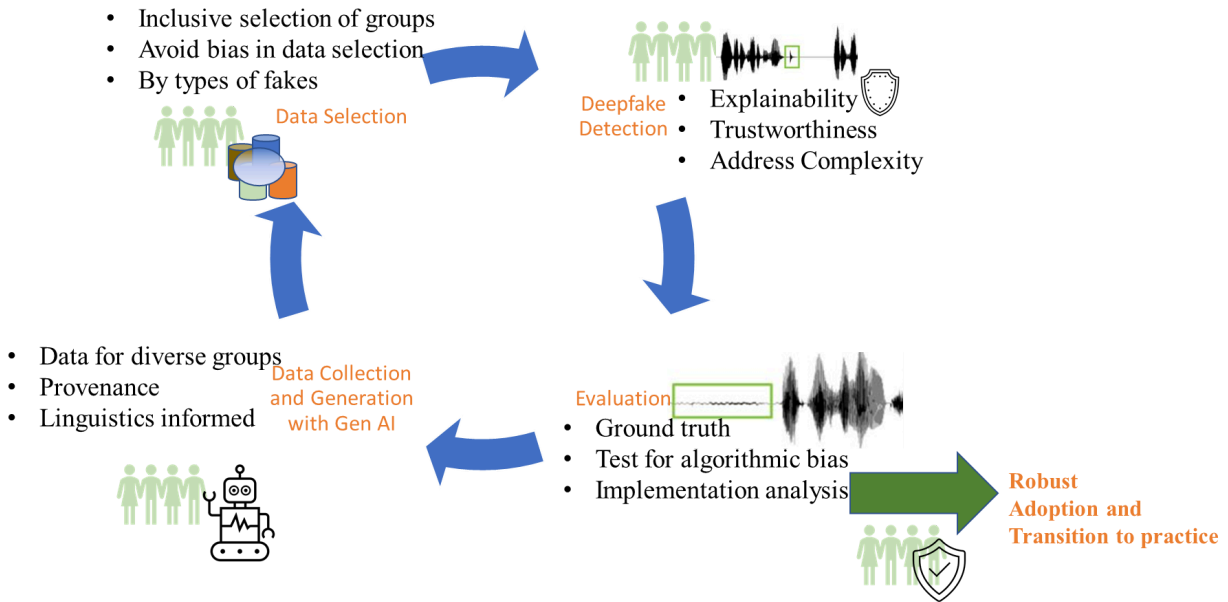 • Inclusive selection of groups
• Avoid bias in data selection
• By types of fakes
Data Selection
Deepfake
Detection
• Explainability
• Trustworthiness
• Address Complexity
• Data for diverse groups
• Provenance
• Linguistics informed
Data Collection
and Generation
with Gen AI
Evaluation
• Ground truth
• Test for algorithmic bias
• Implementation analysis
Robust
Adoption and
Transition to practice